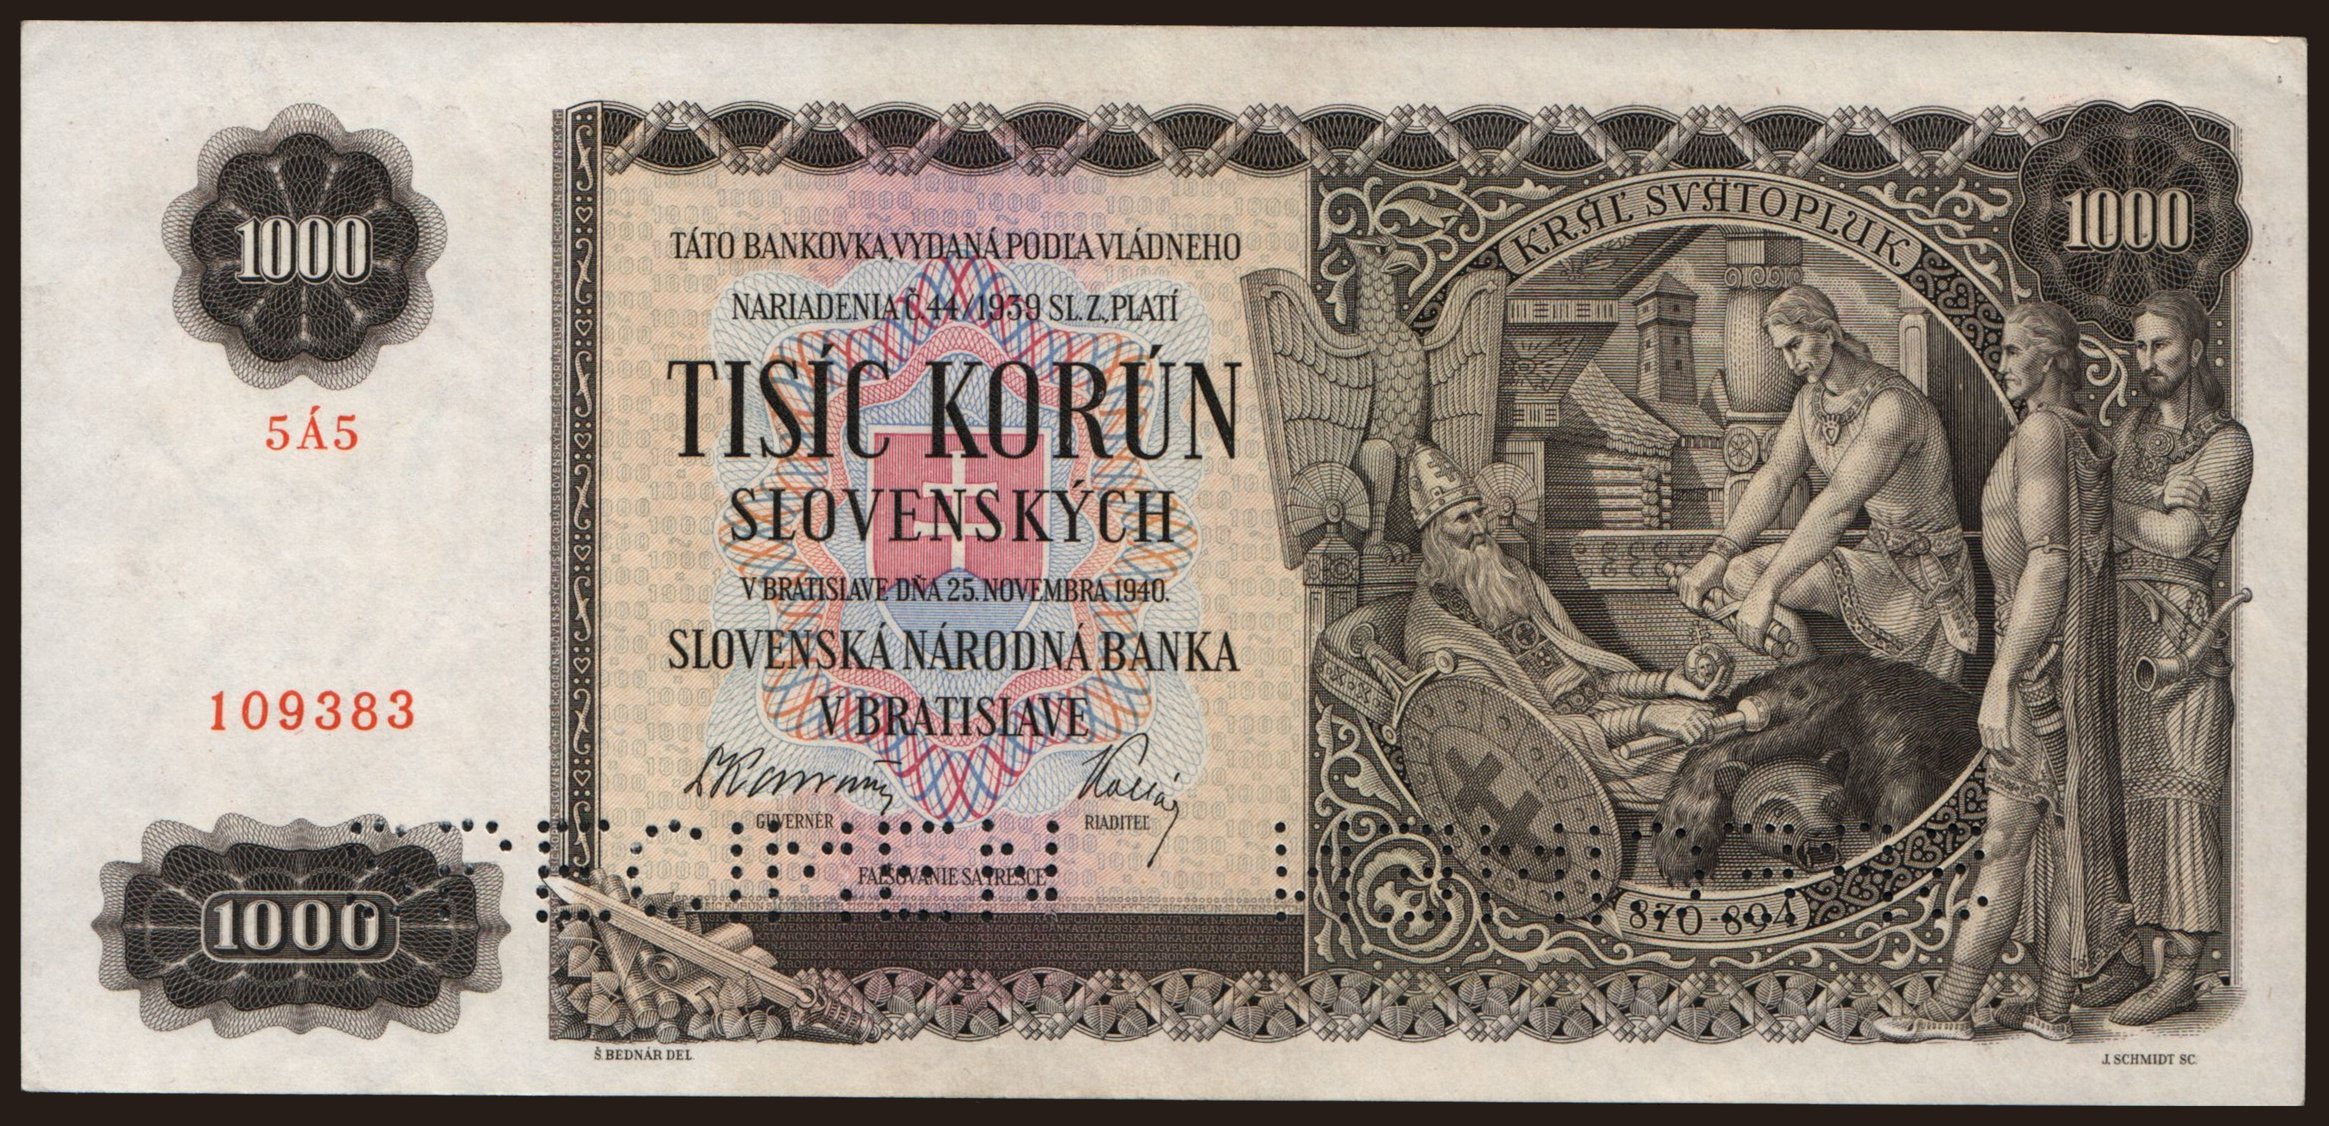 1000
KRÁĽ SVÄTOPLUK
1000
TÁTO BANKOVKA, VYDANÁ PODĽA VLÁDNEHO
NARIADENIA Č. 44/1939 SL. Z., PLATÍ
TISÍC KORÚN
SLOVENSKÝCH
5Á5
V BRATISLAVE DŇA 25. NOVEMBRA 1940.
SLOVENSKÁ NÁRODNÁ BANKA
V BRATISLAVE
109383
GUVERNÉR
RIADITEĽ
FALŠOVANIE SA TRESCE
SPECIMEN
1000
870-894
Š. BEDNÁR DEL.
J. SCHMIDT SC.